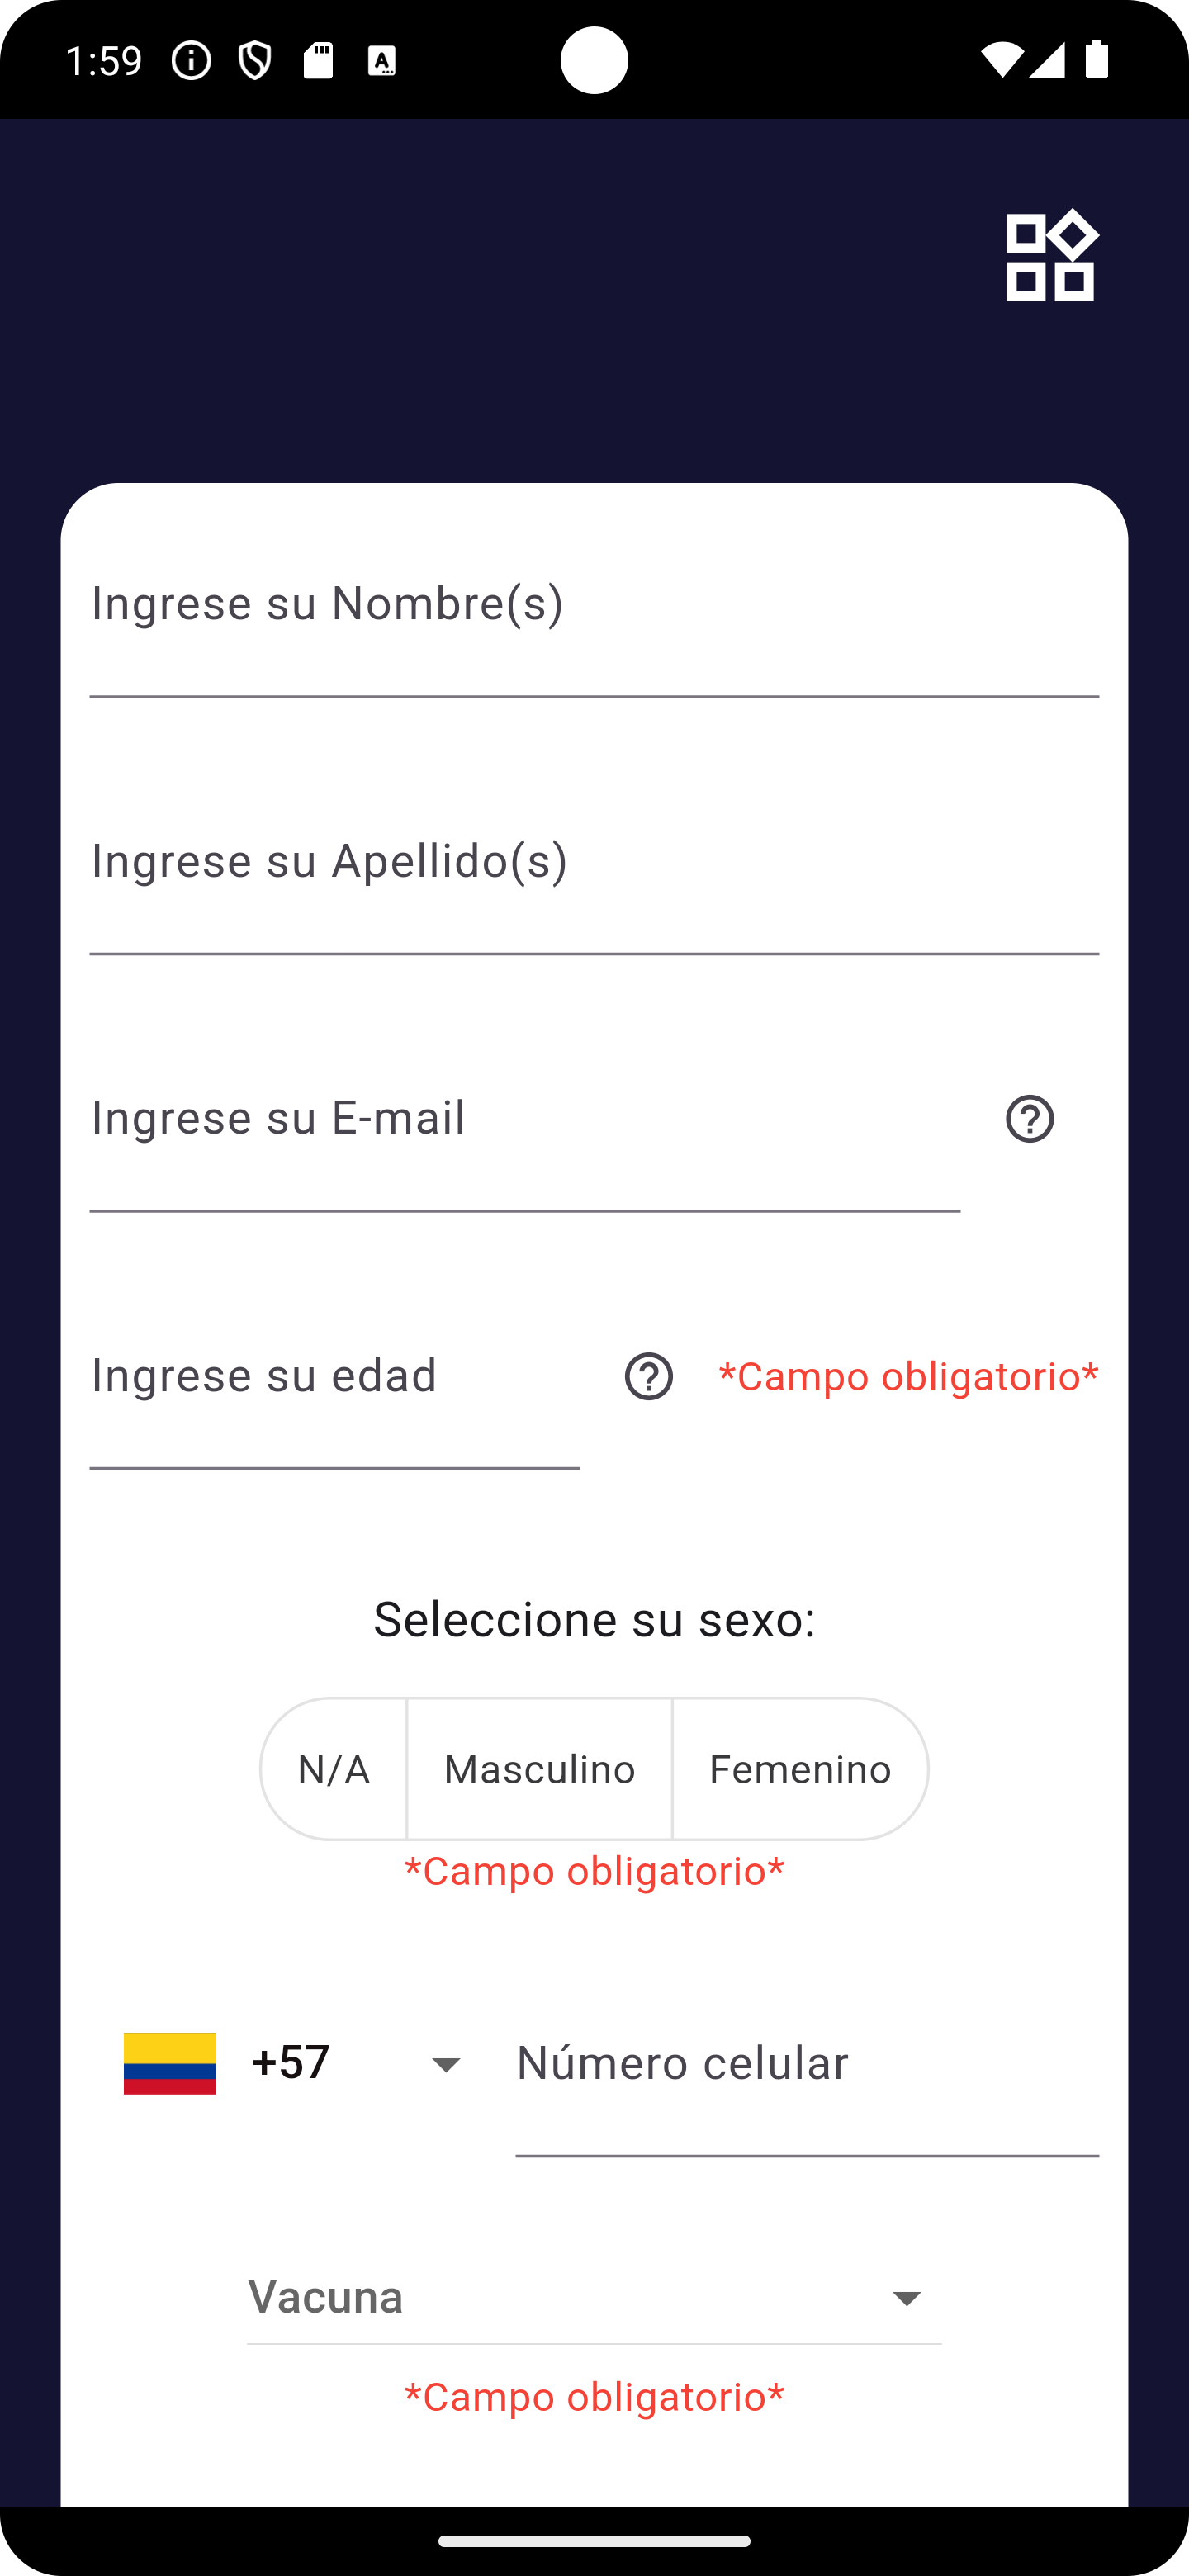 1:59
Ingrese su Nombre(s)
Ingrese su Apellido(s)
Ingrese su E-mail
Ingrese su edad *Campo obligatorio*
Seleccione su sexo:
N/A Masculino Femenino
*Campo obligatorio*
+57 Número celular
Vacuna
*Campo obligatorio*